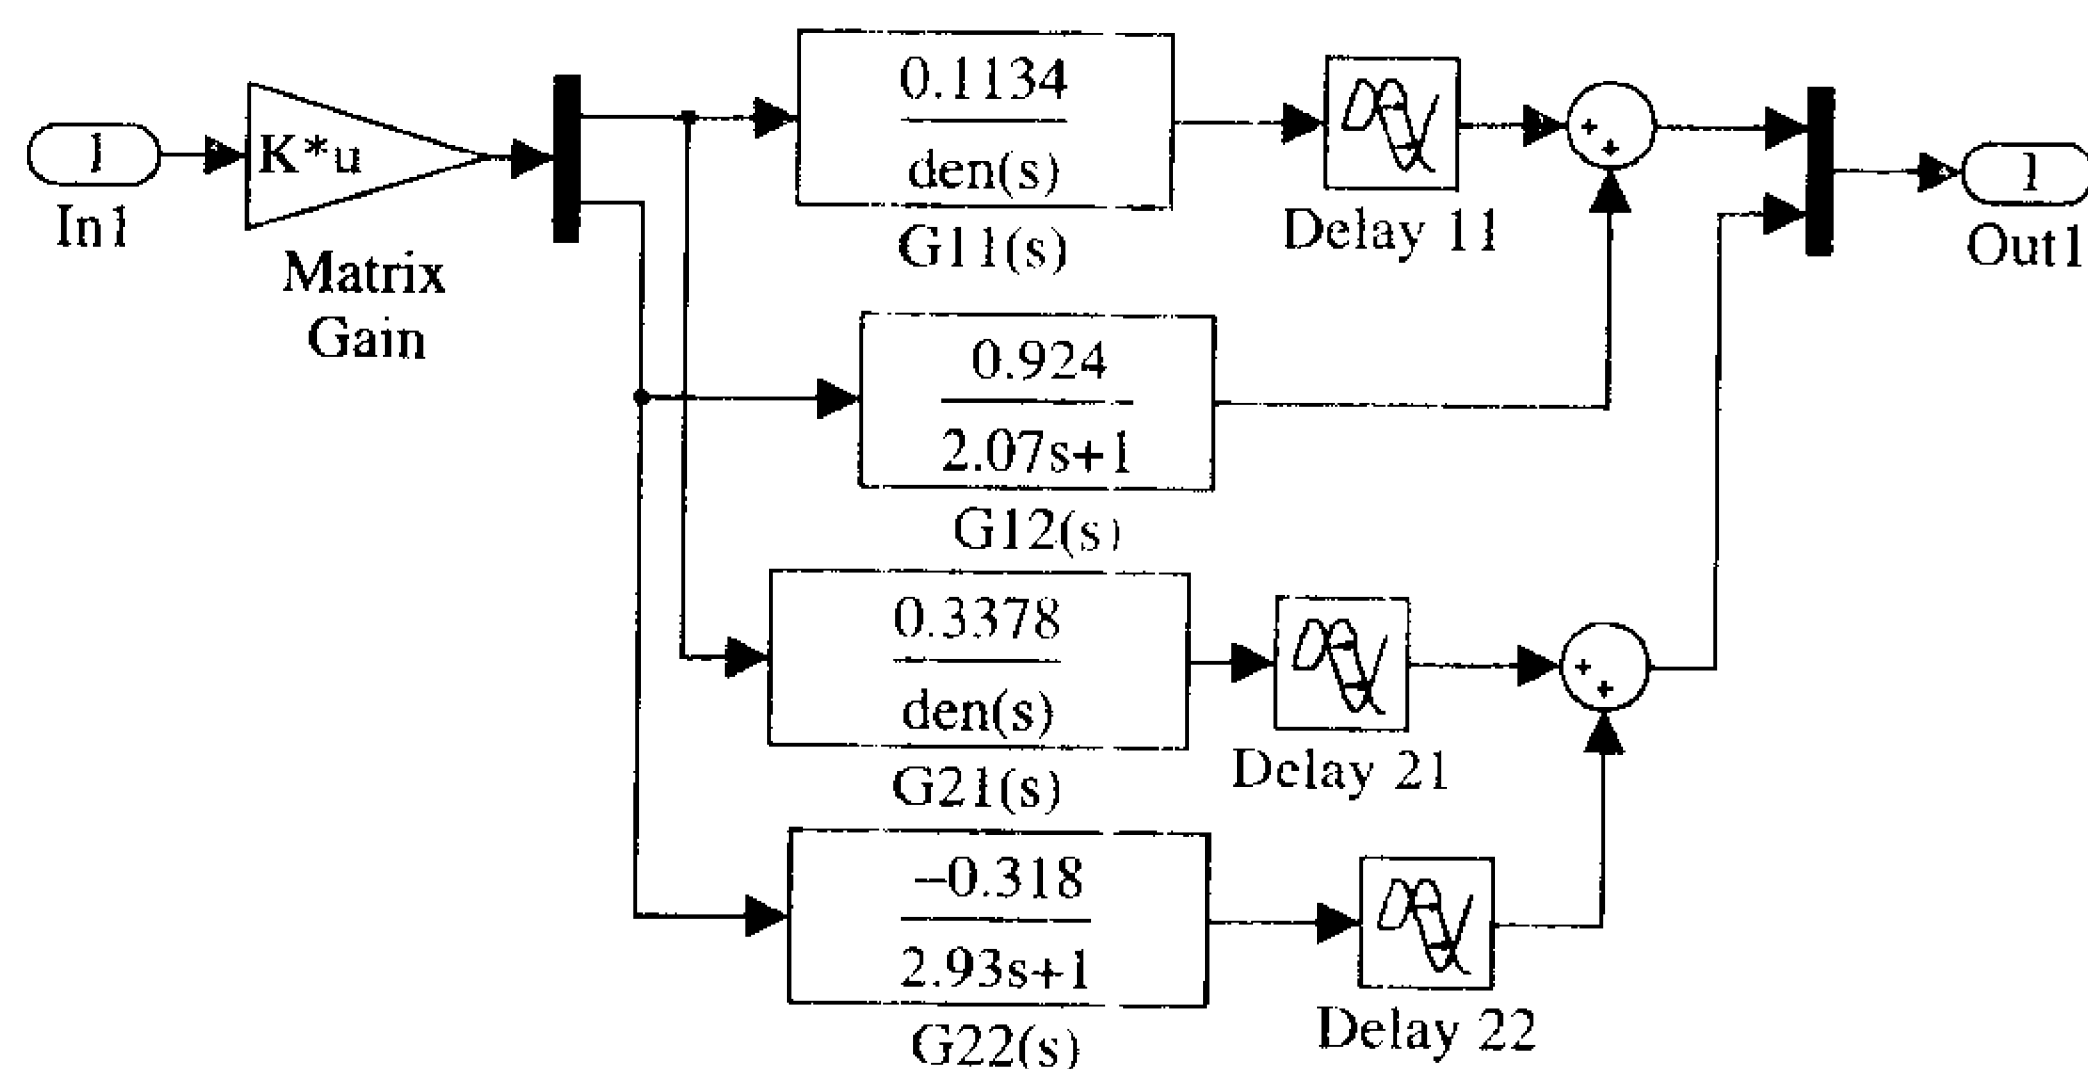 1
In1
K*u
Matrix
Gain
0.1134
den(s)
G11(s)
Delay 11
+
+
1
Out1
0.924
2.07s+1
G12(s)
0.3378
den(s)
G21(s)
Delay 21
+
+
−0.318
2.93s+1
G22(s)
Delay 22